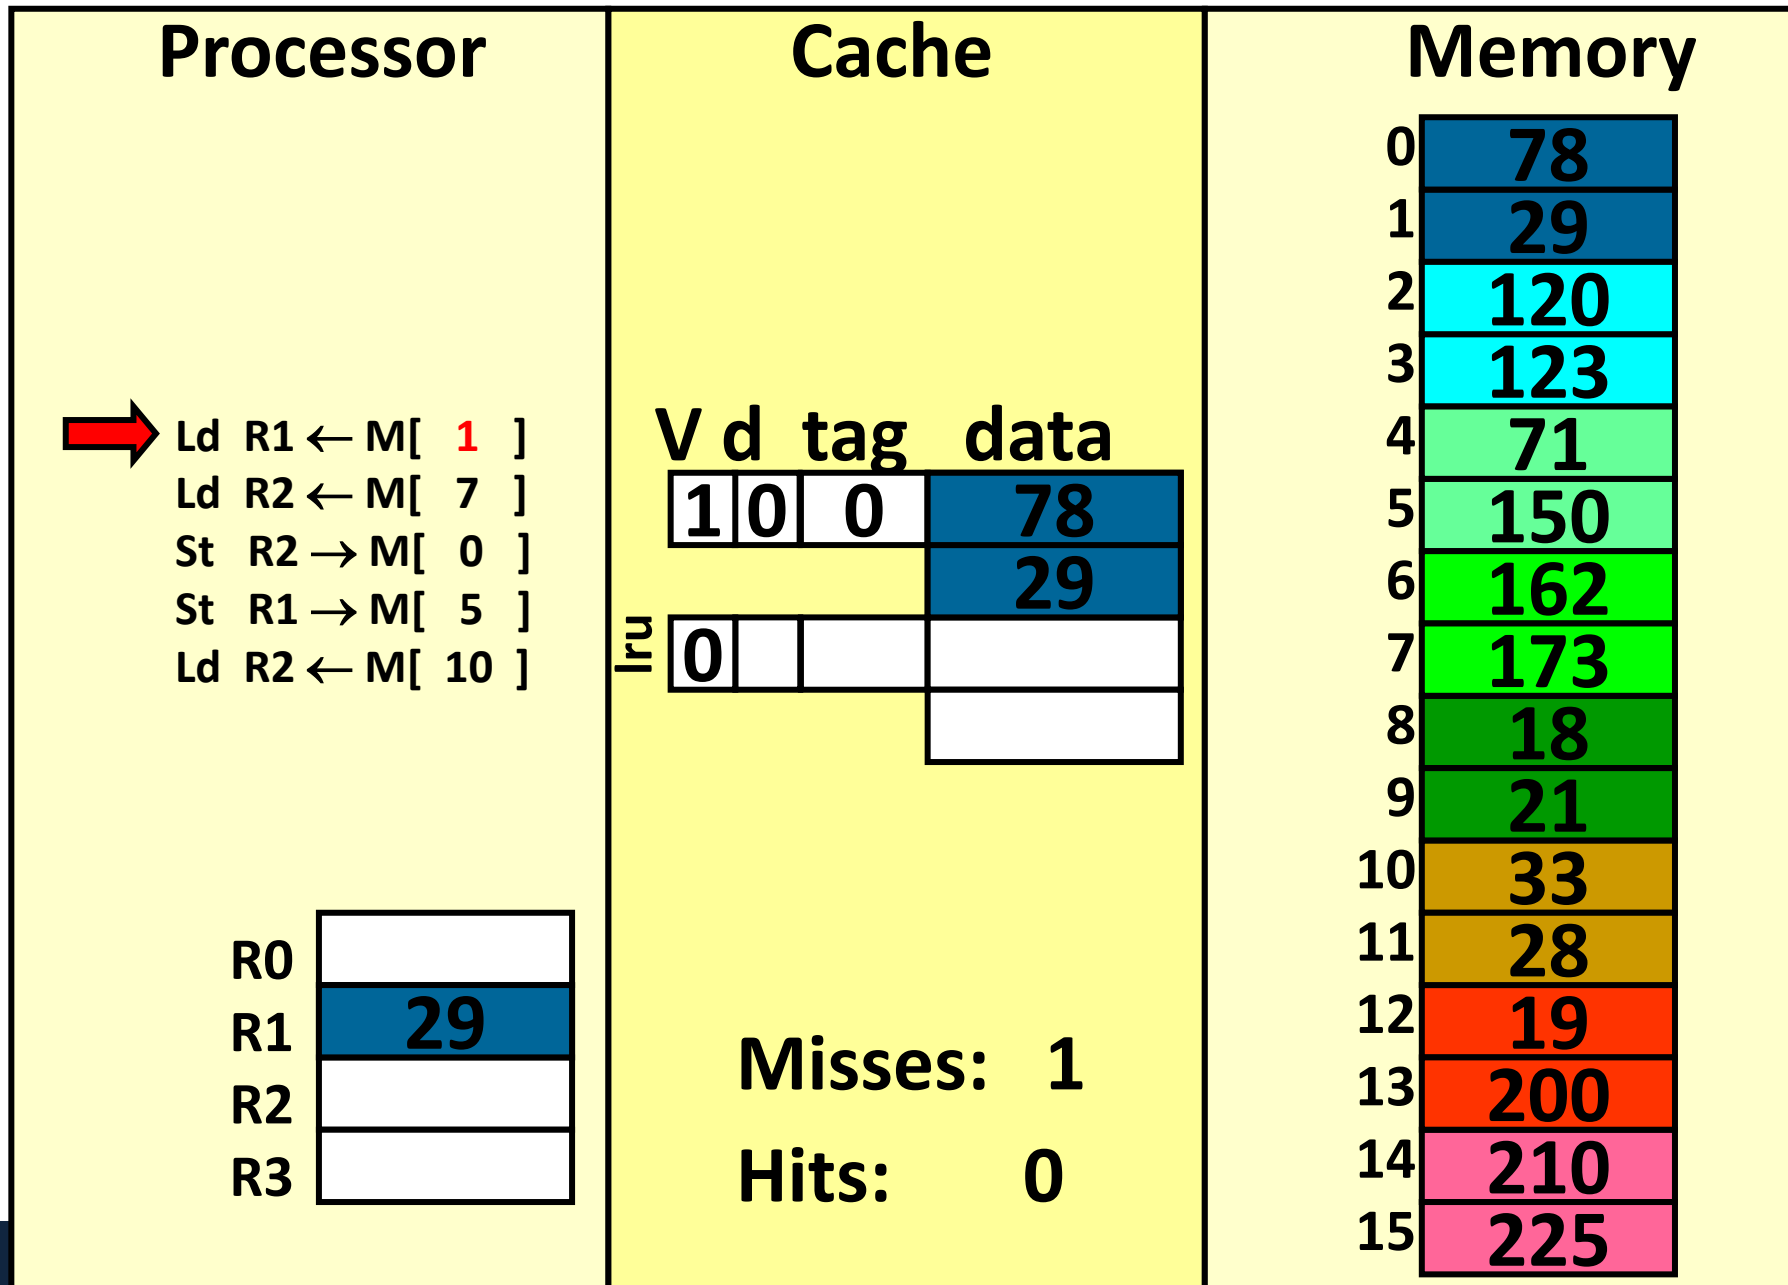 Processor
Ld R1 ← M[ 1 ]
Ld R2 ← M[ 7 ]
St R2 → M[ 0 ]
St R1 → M[ 5 ]
Ld R2 ← M[ 10 ]
R0
R1 29
R2
R3
Cache
V d tag data
1 0 0 78
29
lru 0
Misses: 1
Hits: 0
Memory
0 78
1 29
2 120
3 123
4 71
5 150
6 162
7 173
8 18
9 21
10 33
11 28
12 19
13 200
14 210
15 225